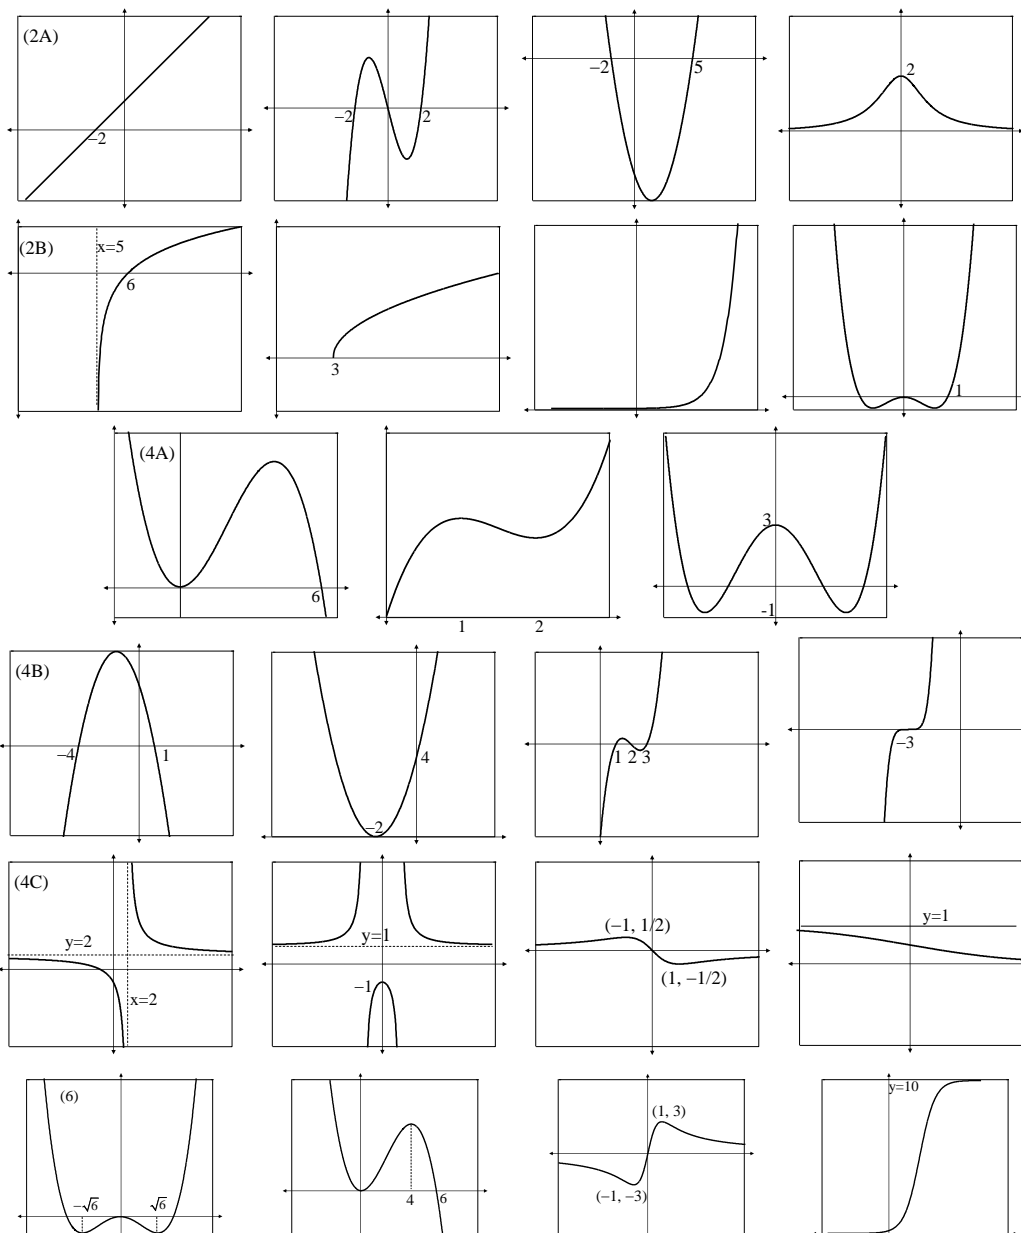 (2A) −2 −2 2 −2 5 2
(2B) x=5 6 3 1
(4A) 6 1 2 3 -1
(4B) −4 1 −2 4 1 2 3 −3
(4C) y=2 x=2 y=1 −1 (−1, 1/2) (1, −1/2) y=1
(6) −√6 √6 4 6 (1, 3) (−1, −3) y=10